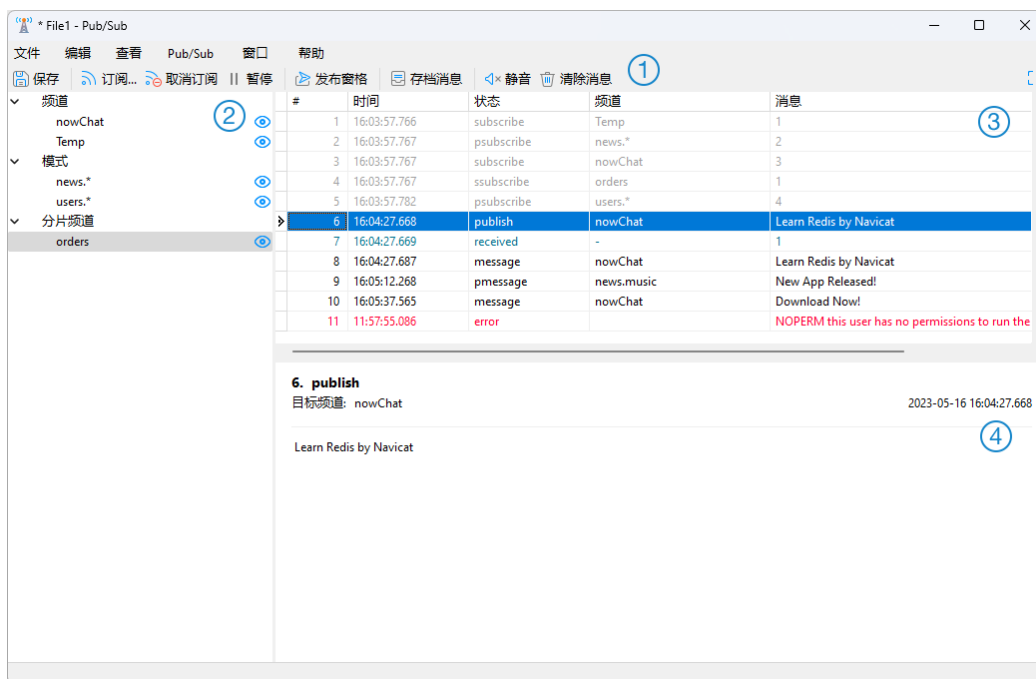 * File1 - Pub/Sub
文件 编辑 查看 Pub/Sub 窗口 帮助
保存 订阅... 取消订阅 暂停 发布窗格 存档消息 静音 清除消息 1
频道 2
nowChat
Temp
模式
news.*
users.*
分片频道
orders
# 时间 状态 频道 消息 3
1 16:03:57.766 subscribe Temp 1
2 16:03:57.767 psubscribe news.* 2
3 16:03:57.767 subscribe nowChat 3
4 16:03:57.767 ssubscribe orders 1
5 16:03:57.782 psubscribe users.* 4
6 16:04:27.668 publish nowChat Learn Redis by Navicat
7 16:04:27.669 received - 1
8 16:04:27.687 message nowChat Learn Redis by Navicat
9 16:05:12.268 pmessage news.music New App Released!
10 16:05:37.565 message nowChat Download Now!
11 11:57:55.086 error NOPERM this user has no permissions to run the
6. publish
目标频道: nowChat 2023-05-16 16:04:27.668
4
Learn Redis by Navicat